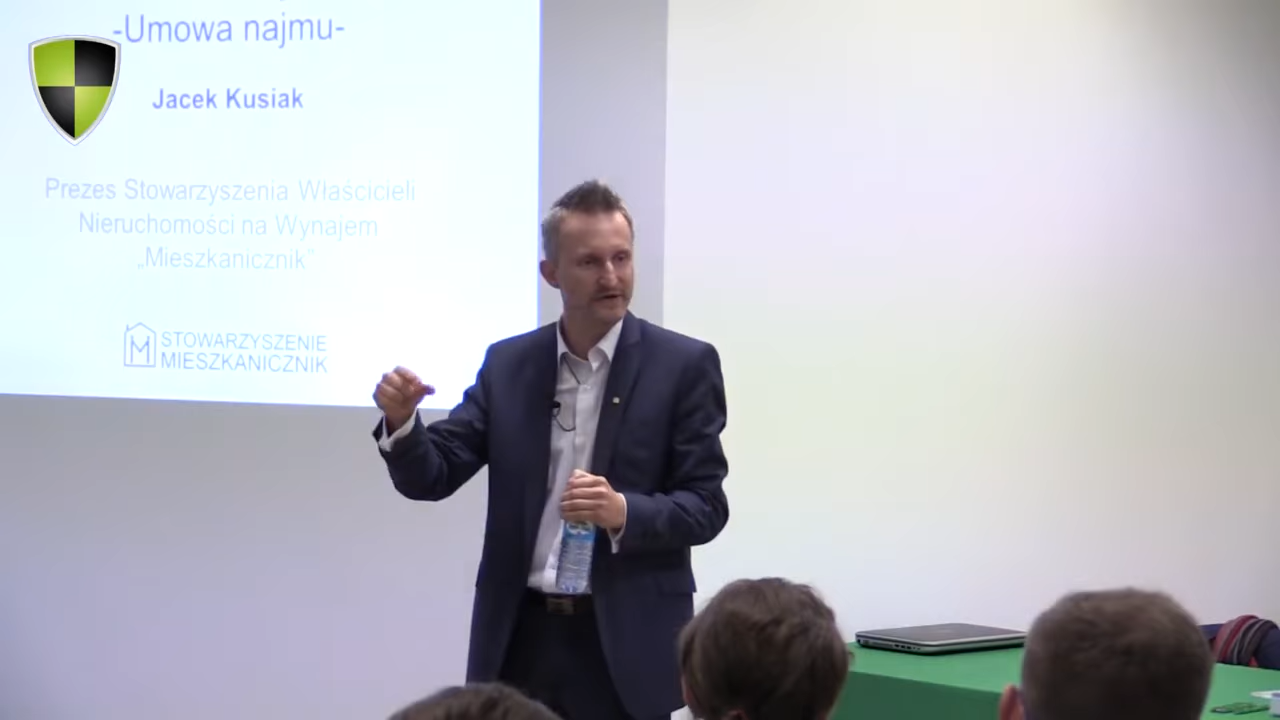 -Umowa najmu-
Jacek Kusiak
Prezes Stowarzyszenia Właścicieli
Nieruchomości na Wynajem
„Mieszkanicznik”
STOWARZYSZENIE
MIESZKANICZNIK